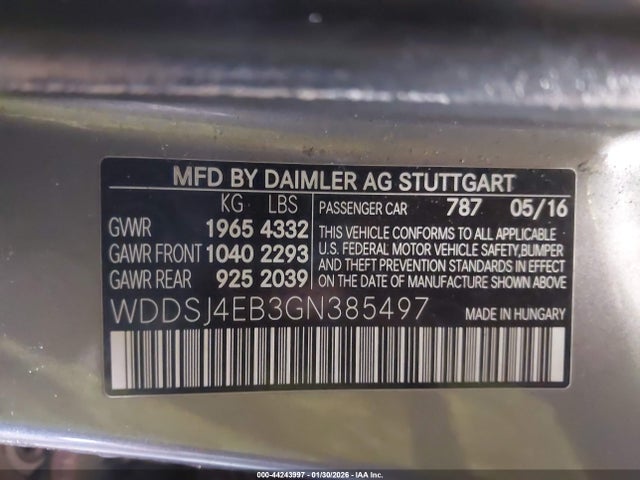 MFD BY DAIMLER AG STUTTGART
KG LBS
GVWR 1965 4332
GAWR FRONT 1040 2293
GAWR REAR 925 2039
PASSENGER CAR 787 05/16
THIS VEHICLE CONFORMS TO ALL APPLICABLE
U.S. FEDERAL MOTOR VEHICLE SAFETY,BUMPER
AND THEFT PREVENTION STANDARDS IN EFFECT
ON THE DATE OF MANUFACTURE SHOWN ABOVE
WDDSJ4EB3GN385497 MADE IN HUNGARY
000-44243997 - 01/30/2026 - IAA Inc.